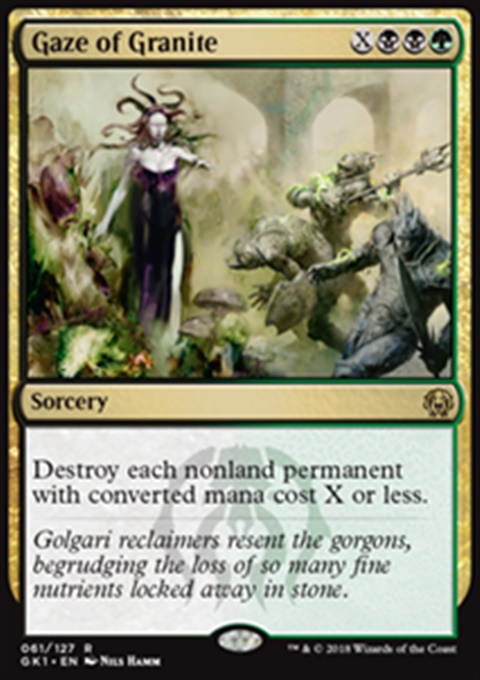 Gaze of Granite X
Sorcery
Destroy each nonland permanent
with converted mana cost X or less.
Golgari reclaimers resent the gorgons,
begrudging the loss of so many fine
nutrients locked away in stone.
061/127 R
GK1 • EN Nils Hamm
™ & © 2018 Wizards of the Coast